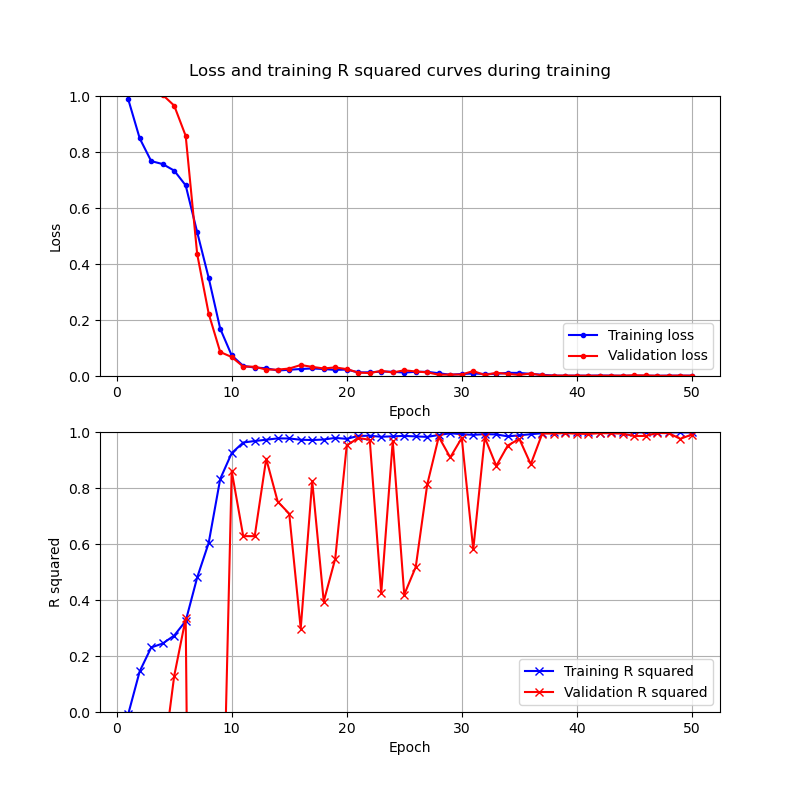 Loss and training R squared curves during training
1.0
0.8
0.6
0.4
0.2
0.0
Loss
Training loss
Validation loss
0 10 20 30 40 50
Epoch
1.0
0.8
0.6
0.4
0.2
0.0
R squared
Training R squared
Validation R squared
0 10 20 30 40 50
Epoch